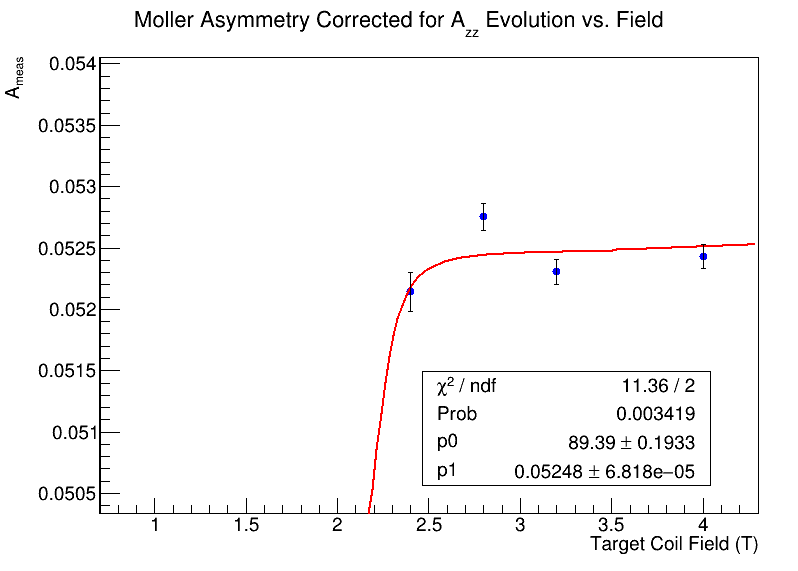 Moller Asymmetry Corrected for Azz Evolution vs. Field
Ameas
0.054
0.0535
0.053
0.0525
0.052
0.0515
0.051
0.0505
χ² / ndf 11.36 / 2
Prob 0.003419
p0 89.39 ± 0.1933
p1 0.05248 ± 6.818e−05
1 1.5 2 2.5 3 3.5 4
Target Coil Field (T)